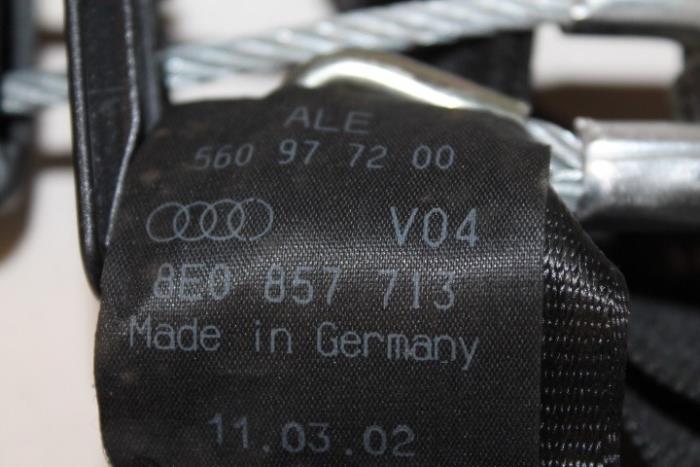 ALE
560 97 72 00
V04
8E0 857 713
Made in Germany
11.03.02